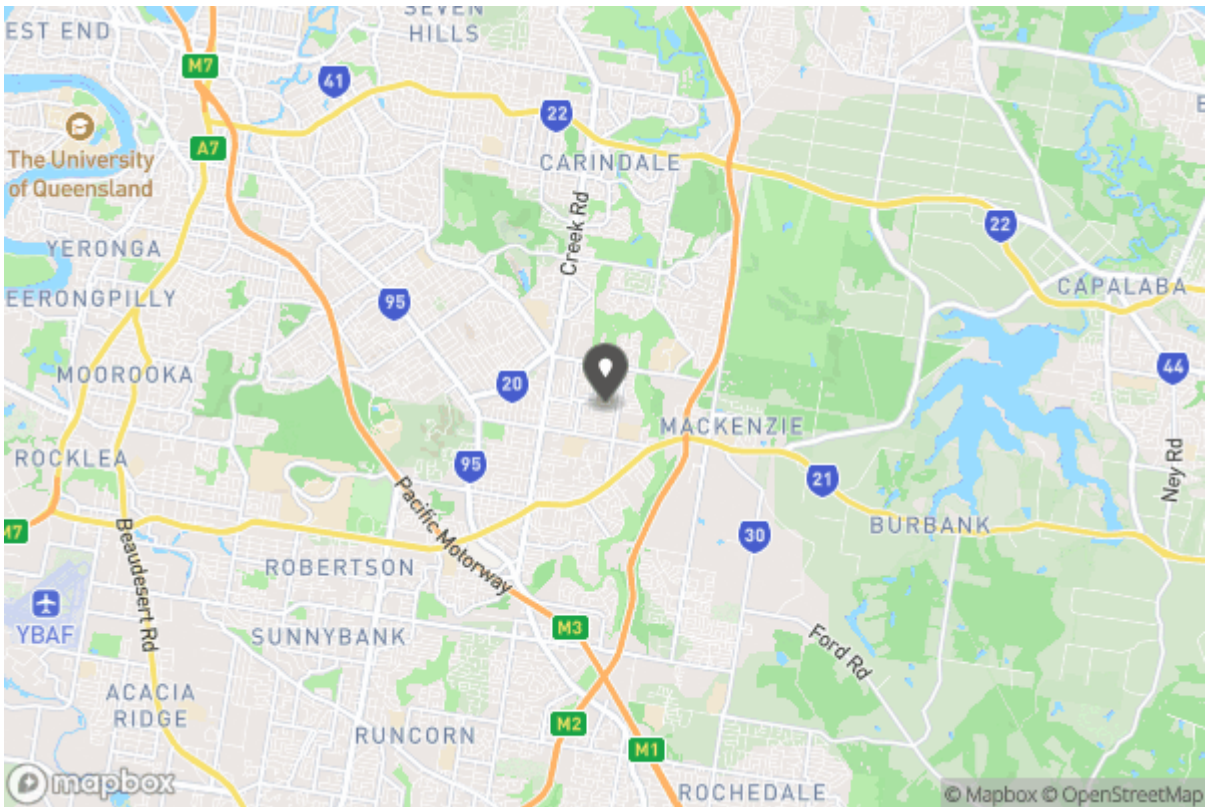 SEVEN
HILLS
EST END
M7
41
22
A7
CARINDALE
The University
of Queensland
Creek Rd
22
YERONGA
EERONGPILLY
95
CAPALABA
MOOROOKA
20
44
MACKENZIE
ROCKLEA
95
21
Ney Rd
Pacific Motorway
M7
BURBANK
30
Beaudesert Rd
ROBERTSON
YBAF
SUNNYBANK
M3
Ford Rd
ACACIA
RIDGE
M2
RUNCORN
M1
ROCHEDALE
mapbox
© Mapbox © OpenStreetMap